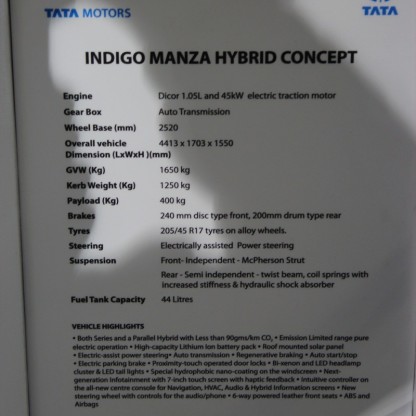 TATA MOTORS
TATA
INDIGO MANZA HYBRID CONCEPT
Engine Dicor 1.05L and 45kW electric traction motor
Gear Box Auto Transmission
Wheel Base (mm) 2520
Overall vehicle 4413 x 1703 x 1550
Dimension (LxWxH )(mm)
GVW (Kg) 1650 kg
Kerb Weight (Kg) 1250 kg
Payload (Kg) 400 kg
Brakes 240 mm disc type front, 200mm drum type rear
Tyres 205/45 R17 tyres on alloy wheels.
Steering Electrically assisted Power steering
Suspension Front- Independent - McPherson Strut
Rear - Semi independent - twist beam, coil springs with
increased stiffness & hydraulic shock absorber
Fuel Tank Capacity 44 Litres
VEHICLE HIGHLIGHTS
• Both Series and a Parallel Hybrid with Less than 90gms/km CO2 • Emission Limited range pure
electric operation • High-capacity Lithium Ion battery pack • Roof mounted solar panel
• Electric-assist power steering • Auto transmission • Regenerative braking • Auto start/stop
• Electric parking brake • Proximity-touch operated door locks • Bi-xenon and LED headlamp
cluster & LED tail lights • Special hydrophobic nano-coating on the windscreen • Next-
generation Infotainment with 7-inch touch screen with haptic feedback • Intuitive controller on
the all-new centre console for Navigation, HVAC, Audio & Hybrid Information screens • New
steering wheel with controls for the audio/phone • 6-way powered leather front seats • ABS and
Airbags